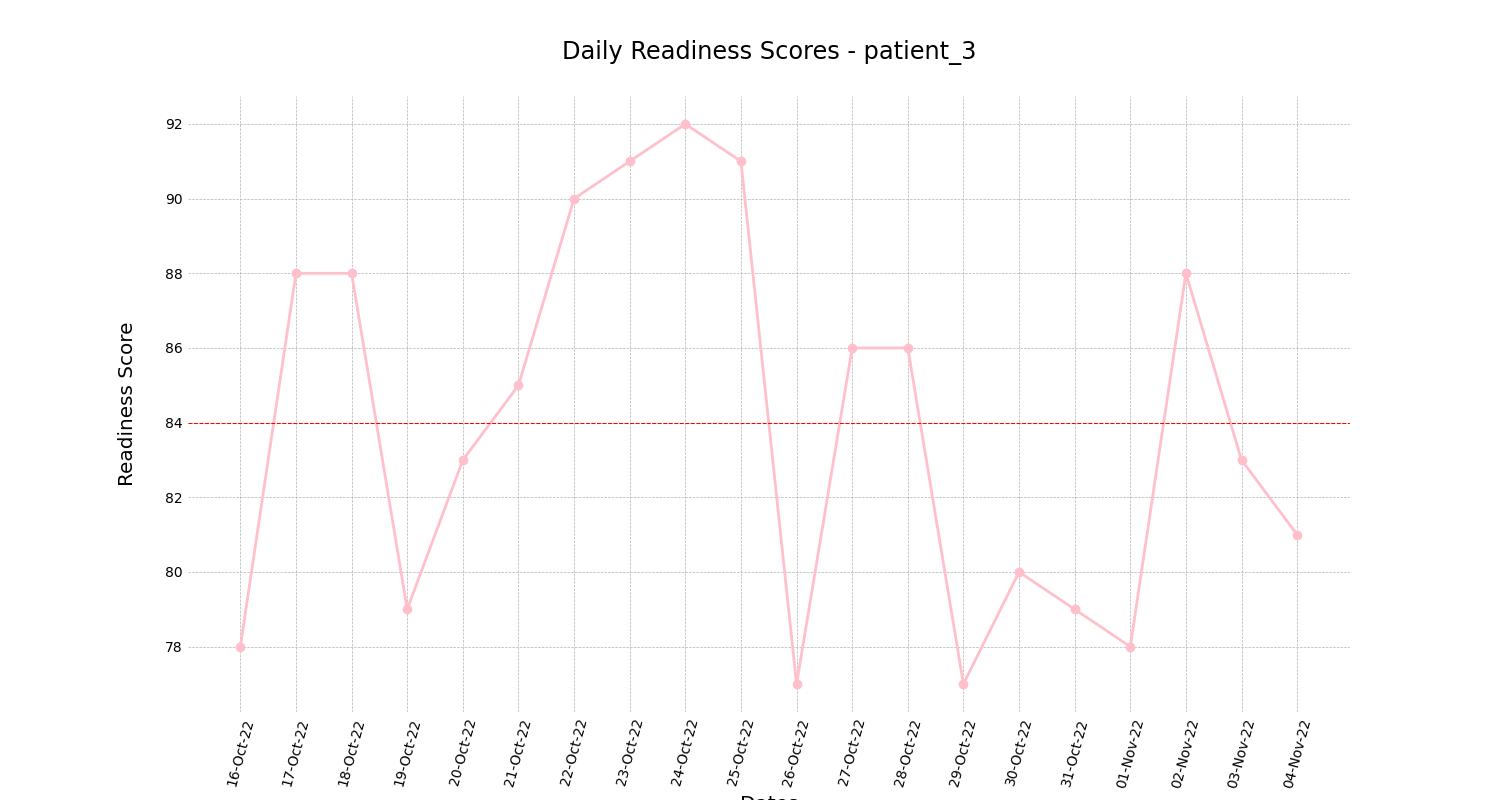 Daily Readiness Scores - patient_3
Readiness Score
92
90
88
86
84
82
80
78
16-Oct-22
17-Oct-22
18-Oct-22
19-Oct-22
20-Oct-22
21-Oct-22
22-Oct-22
23-Oct-22
24-Oct-22
25-Oct-22
26-Oct-22
27-Oct-22
28-Oct-22
29-Oct-22
30-Oct-22
31-Oct-22
01-Nov-22
02-Nov-22
03-Nov-22
04-Nov-22
Dates